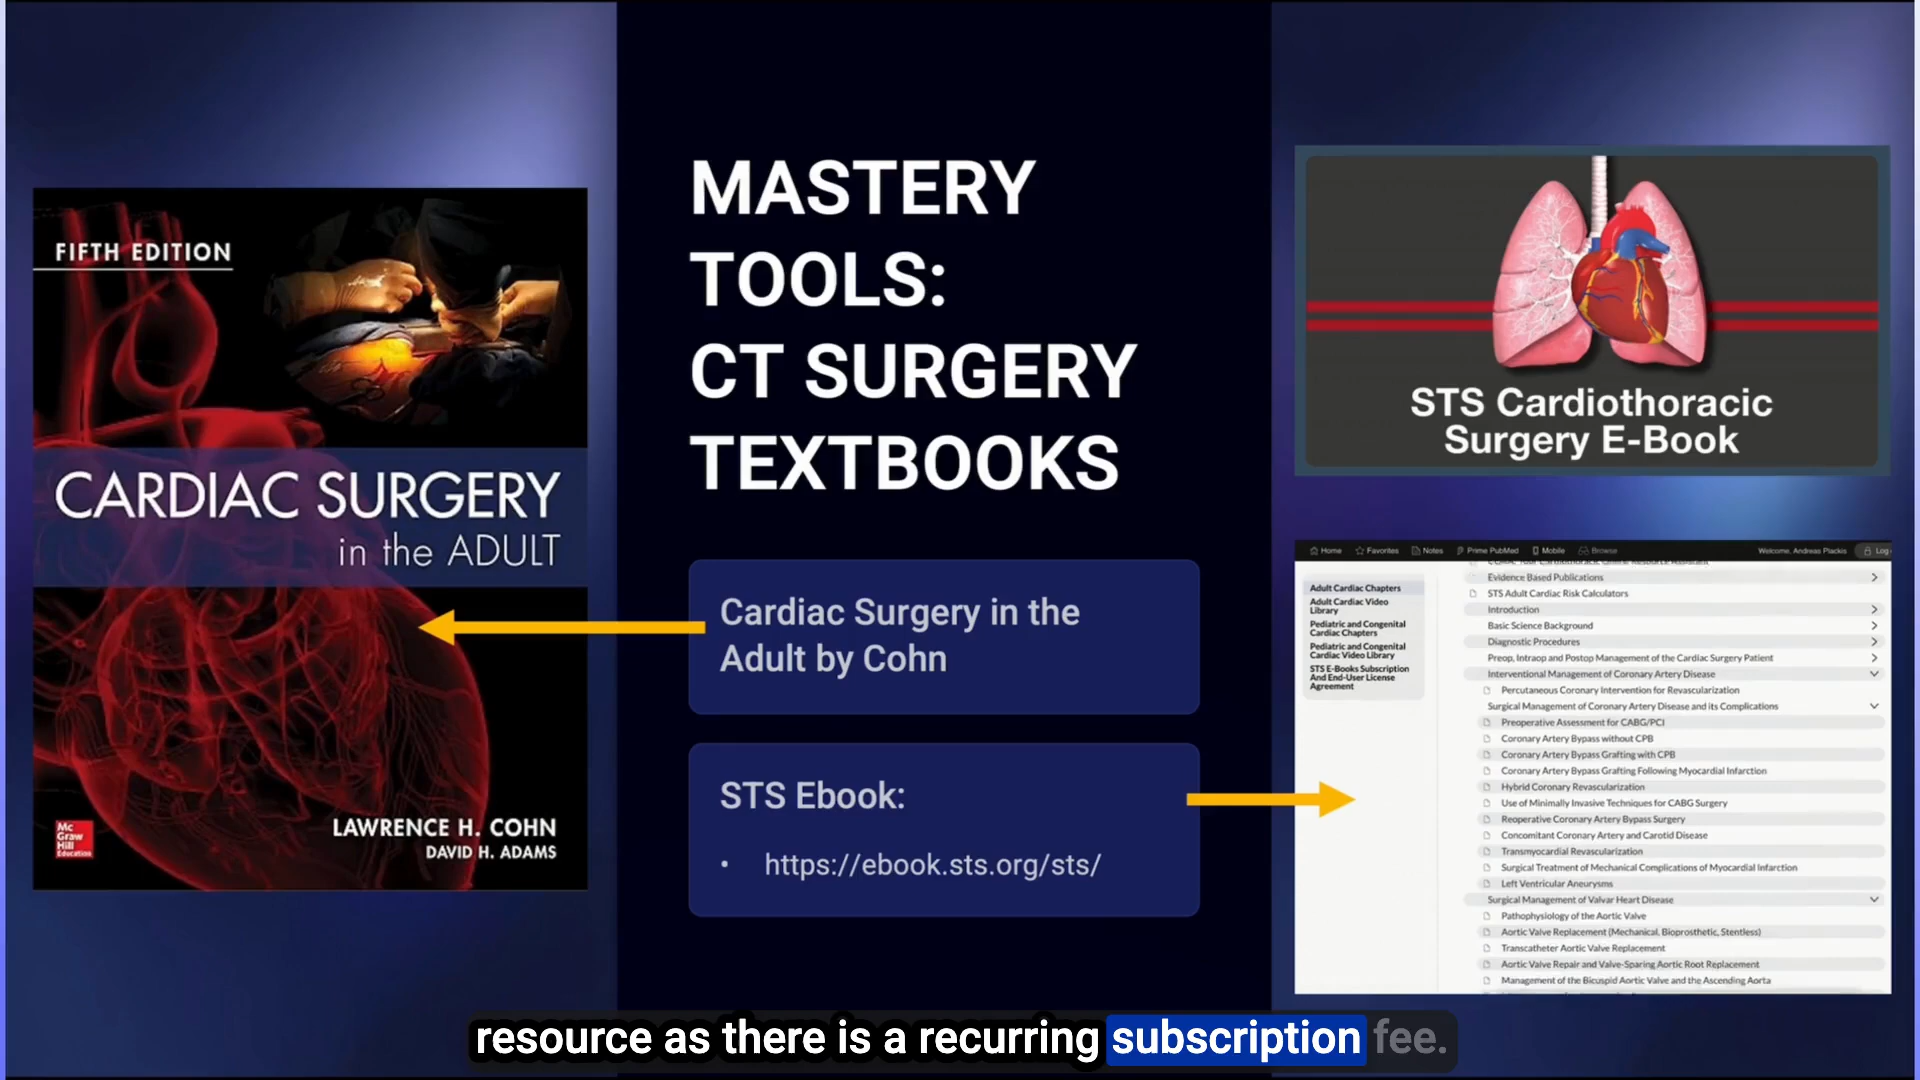 FIFTH EDITION
CARDIAC SURGERY
in the ADULT
Mc
Graw
Hill
Education
LAWRENCE H. COHN
DAVID H. ADAMS
MASTERY
TOOLS:
CT SURGERY
TEXTBOOKS
Cardiac Surgery in the
Adult by Cohn
STS Ebook:
• https://ebook.sts.org/sts/
STS Cardiothoracic
Surgery E-Book
Home Favorites Notes Prime PubMed Mobile Browse Welcome, Andreas Plackis Log
Adult Cardiac Chapters
Adult Cardiac Video
Library
Pediatric and Congenital
Cardiac Chapters
Pediatric and Congenital
Cardiac Video Library
STS E-Books Subscription
And End-User License
Agreement
Evidence Based Publications
STS Adult Cardiac Risk Calculators
Introduction
Basic Science Background
Diagnostic Procedures
Preop, Intraop and Postop Management of the Cardiac Surgery Patient
Interventional Management of Coronary Artery Disease
Percutaneous Coronary Intervention for Revascularization
Surgical Management of Coronary Artery Disease and its Complications
Preoperative Assessment for CABG/PCI
Coronary Artery Bypass without CPB
Coronary Artery Bypass Grafting with CPB
Coronary Artery Bypass Grafting Following Myocardial Infarction
Hybrid Coronary Revascularization
Use of Minimally Invasive Techniques for CABG Surgery
Reoperative Coronary Artery Bypass Surgery
Concomitant Coronary Artery and Carotid Disease
Transmyocardial Revascularization
Surgical Treatment of Mechanical Complications of Myocardial Infarction
Left Ventricular Aneurysms
Surgical Management of Valvar Heart Disease
Pathophysiology of the Aortic Valve
Aortic Valve Replacement (Mechanical, Bioprosthetic, Stentless)
Transcatheter Aortic Valve Replacement
Aortic Valve Repair and Valve-Sparing Aortic Root Replacement
Management of the Bicuspid Aortic Valve and the Ascending Aorta
resource as there is a recurring subscription fee.